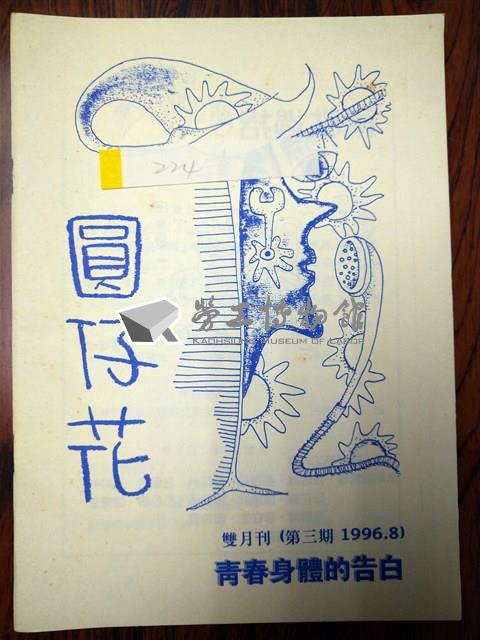 224
圓仔花
勞工博物館
KAOHSIUNG MUSEUM OF LABOR
雙月刊 (第三期 1996.8)
青春身體的告白